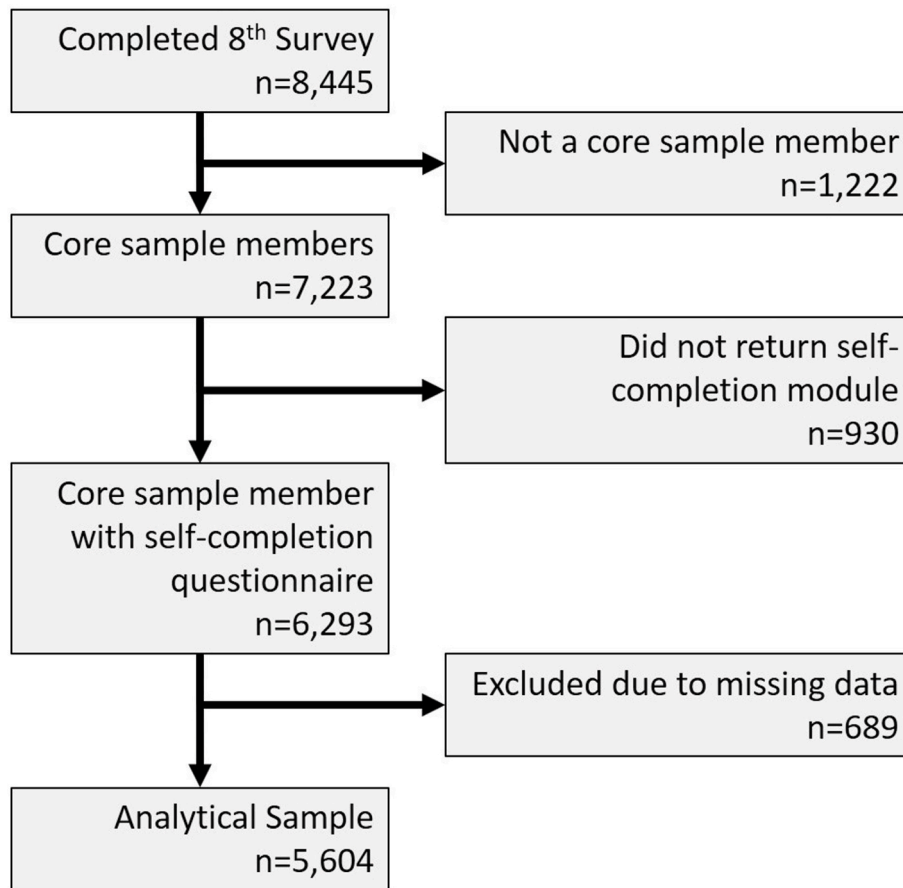 Completed 8th Survey
n=8,445
Not a core sample member
n=1,222
Core sample members
n=7,223
Did not return self-
completion module
n=930
Core sample member
with self-completion
questionnaire
n=6,293
Excluded due to missing data
n=689
Analytical Sample
n=5,604